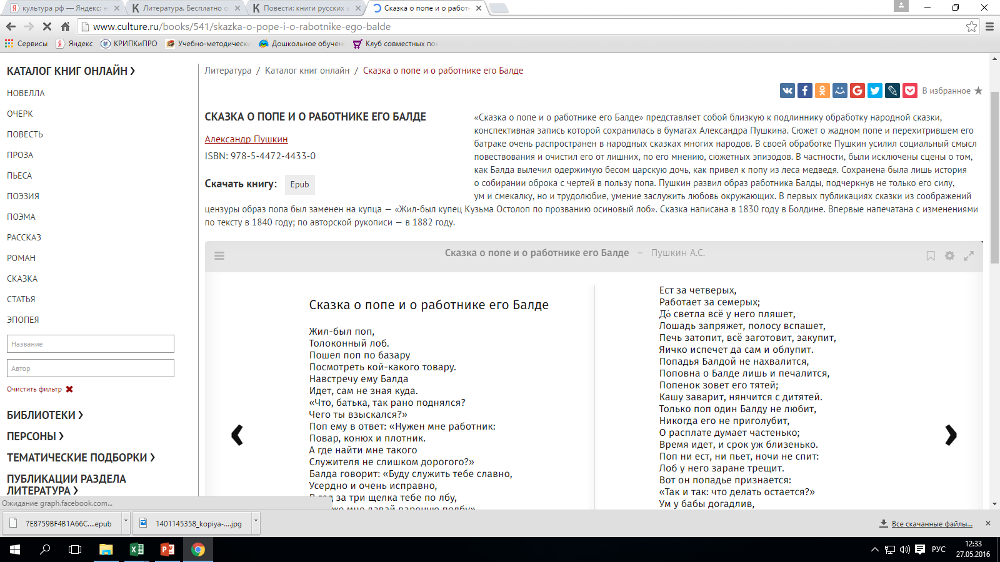 культура рф — Яндекс: н
Литература. Бесплатно о
Повести: книги русских а
Сказка о попе и о работн
www.culture.ru/books/541/skazka-o-pope-i-o-rabotnike-ego-balde
Сервисы
Яндекс
КРИПКиПРО
Учебно-методически
Дошкольное обучен
Клуб совместных по
КАТАЛОГ КНИГ ОНЛАЙН
НОВЕЛЛА
ОЧЕРК
ПОВЕСТЬ
ПРОЗА
ПЬЕСА
ПОЭЗИЯ
ПОЭМА
РАССКАЗ
РОМАН
СКАЗКА
СТАТЬЯ
ЭПОПЕЯ
Название
Автор
Очистить фильтр
БИБЛИОТЕКИ
ПЕРСОНЫ
ТЕМАТИЧЕСКИЕ ПОДБОРКИ
ПУБЛИКАЦИИ РАЗДЕЛА
ЛИТЕРАТУРА
Литература / Каталог книг онлайн / Сказка о попе и о работнике его Балде
В избранное
СКАЗКА О ПОПЕ И О РАБОТНИКЕ ЕГО БАЛДЕ
Александр Пушкин
ISBN: 978-5-4472-4433-0
Скачать книгу: Epub
«Сказка о попе и о работнике его Балде» представляет собой близкую к подлиннику обработку народной сказки,
конспективная запись которой сохранилась в бумагах Александра Пушкина. Сюжет о жадном попе и перехитрившем его
батраке очень распространен в народных сказках многих народов. В своей обработке Пушкин усилил социальный смысл
повествования и очистил его от лишних, по его мнению, сюжетных эпизодов. В частности, были исключены сцены о том,
как Балда вылечил одержимую бесом царскую дочь, как привел к попу из леса медведя. Сохранена была лишь история
о собирании оброка с чертей в пользу попа. Пушкин развил образ работника Балды, подчеркнув не только его силу,
ум и смекалку, но и трудолюбие, умение заслужить любовь окружающих. В первых публикациях сказки из соображений
цензуры образ попа был заменен на купца — «Жил-был купец Кузьма Остолоп по прозванию осиновый лоб». Сказка написана в 1830 году в Болдине. Впервые напечатана с изменениями
по тексту в 1840 году; по авторской рукописи — в 1882 году.
Сказка о попе и о работнике его Балде – Пушкин А.С.
Сказка о попе и о работнике его Балде
Жил-был поп,
Толоконный лоб.
Пошел поп по базару
Посмотреть кой-какого товару.
Навстречу ему Балда
Идет, сам не зная куда.
«Что, батька, так рано поднялся?
Чего ты взыскался?»
Поп ему в ответ: «Нужен мне работник:
Повар, конюх и плотник.
А где найти мне такого
Служителя не слишком дорогого?»
Балда говорит: «Буду служить тебе славно,
Усердно и очень исправно,
В год за три щелка тебе по лбу,
же мне давай вареную полбу»
Ест за четверых,
Работает за семерых;
До́ светла всё у него пляшет,
Лошадь запряжет, полосу вспашет,
Печь затопит, всё заготовит, закупит,
Яичко испечет да сам и облупит.
Попадья Балдой не нахвалится,
Поповна о Балде лишь и печалится,
Попенок зовет его тятей;
Кашу заварит, нянчится с дитятей.
Только поп один Балду не любит,
Никогда его не приголубит,
О расплате думает частенько;
Время идет, и срок уж близенько.
Поп ни ест, ни пьет, ночи не спит:
Лоб у него заране трещит.
Вот он попадье признается:
«Так и так: что делать остается?»
Ум у бабы догадлив,
Ожидание graph.facebook.com...
7E8759BF4B1A66C....epub
1401145358_kopiya-....jpg
Все скачанные файлы...
РУС
12:33
27.05.2016